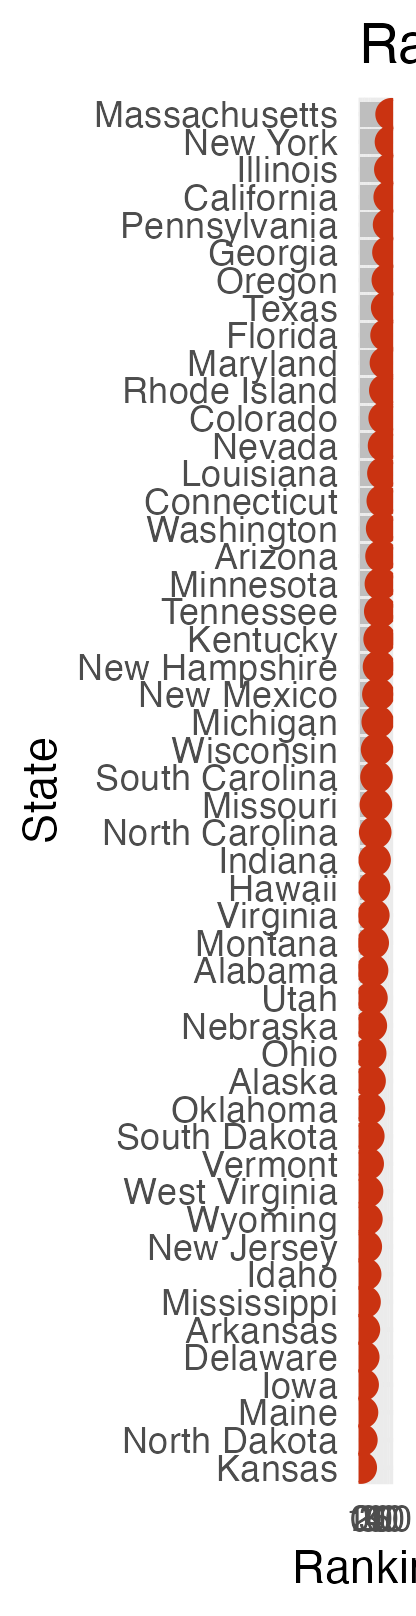 Ra
Massachusetts
New York
Illinois
California
Pennsylvania
Georgia
Oregon
Texas
Florida
Maryland
Rhode Island
Colorado
Nevada
Louisiana
Connecticut
Washington
Arizona
Minnesota
Tennessee
Kentucky
New Hampshire
New Mexico
Michigan
Wisconsin
South Carolina
Missouri
North Carolina
Indiana
Hawaii
Virginia
Montana
Alabama
Utah
Nebraska
Ohio
Alaska
Oklahoma
South Dakota
Vermont
West Virginia
Wyoming
New Jersey
Idaho
Mississippi
Arkansas
Delaware
Iowa
Maine
North Dakota
Kansas
State
Rankin